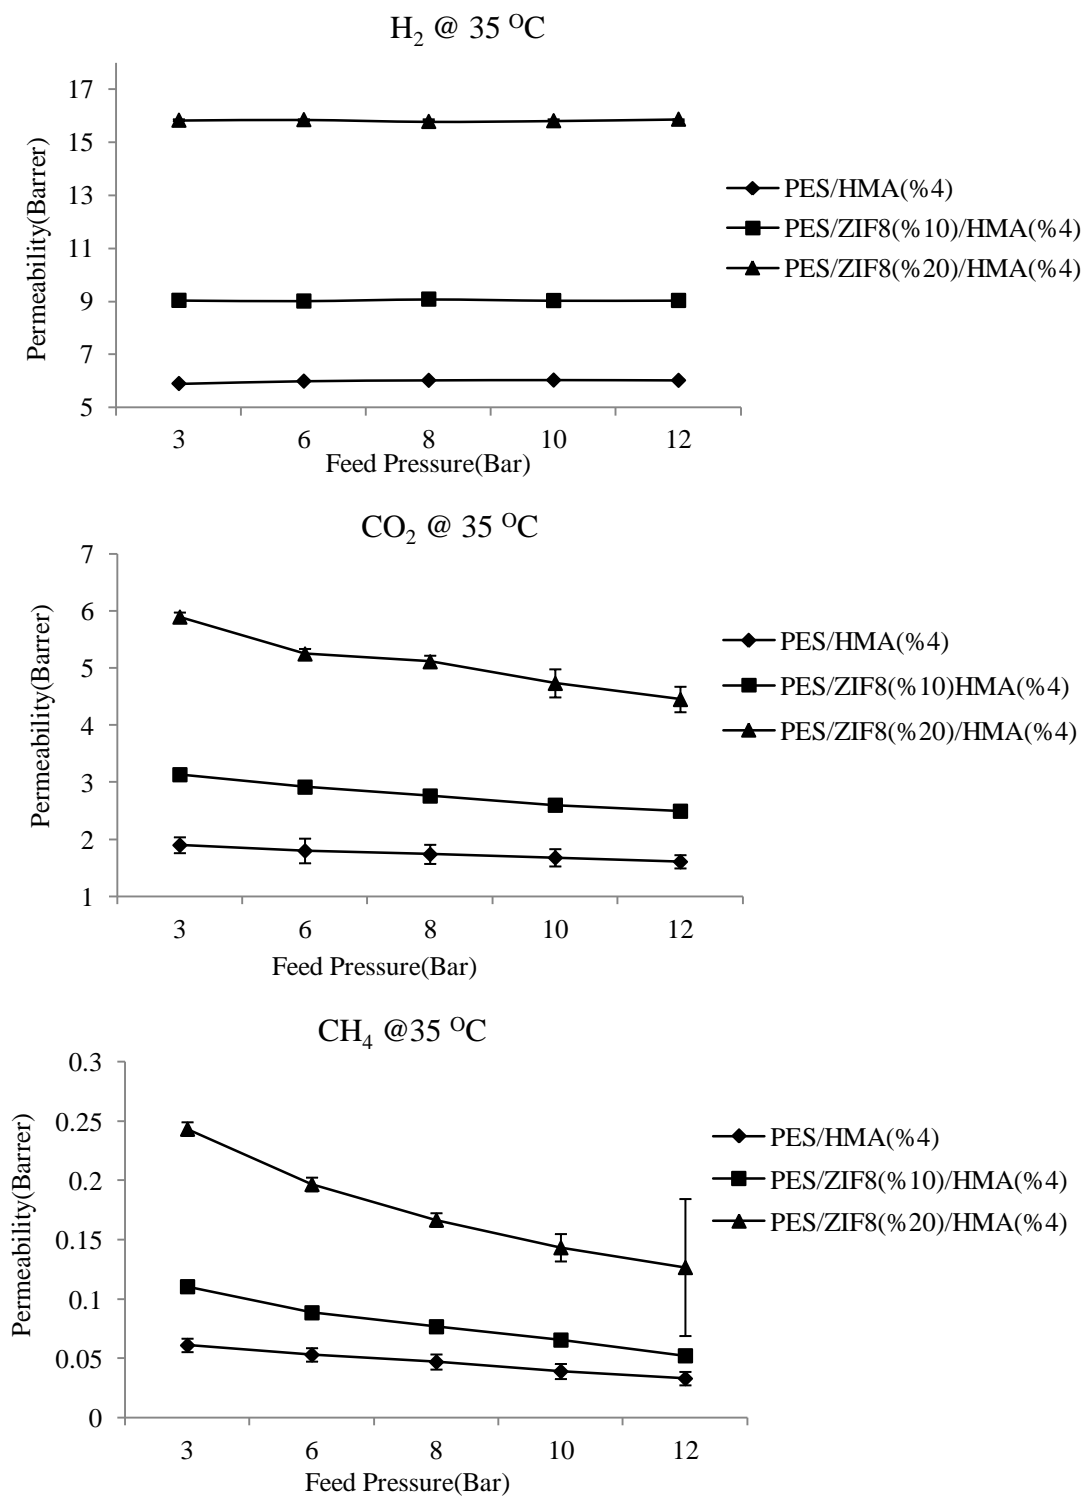 H₂ @ 35 ᴼC
17
15
13
11
9
7
5
Permeability(Barrer)
3 6 8 10 12
Feed Pressure(Bar)
PES/HMA(%4)
PES/ZIF8(%10)/HMA(%4)
PES/ZIF8(%20)/HMA(%4)
CO₂ @ 35 ᴼC
7
6
5
4
3
2
1
Permeability(Barrer)
3 6 8 10 12
Feed Pressure(Bar)
PES/HMA(%4)
PES/ZIF8(%10)HMA(%4)
PES/ZIF8(%20)/HMA(%4)
CH₄ @35 ᴼC
0.3
0.25
0.2
0.15
0.1
0.05
0
Permeability(Barrer)
3 6 8 10 12
Feed Pressure(Bar)
PES/HMA(%4)
PES/ZIF8(%10)/HMA(%4)
PES/ZIF8(%20)/HMA(%4)